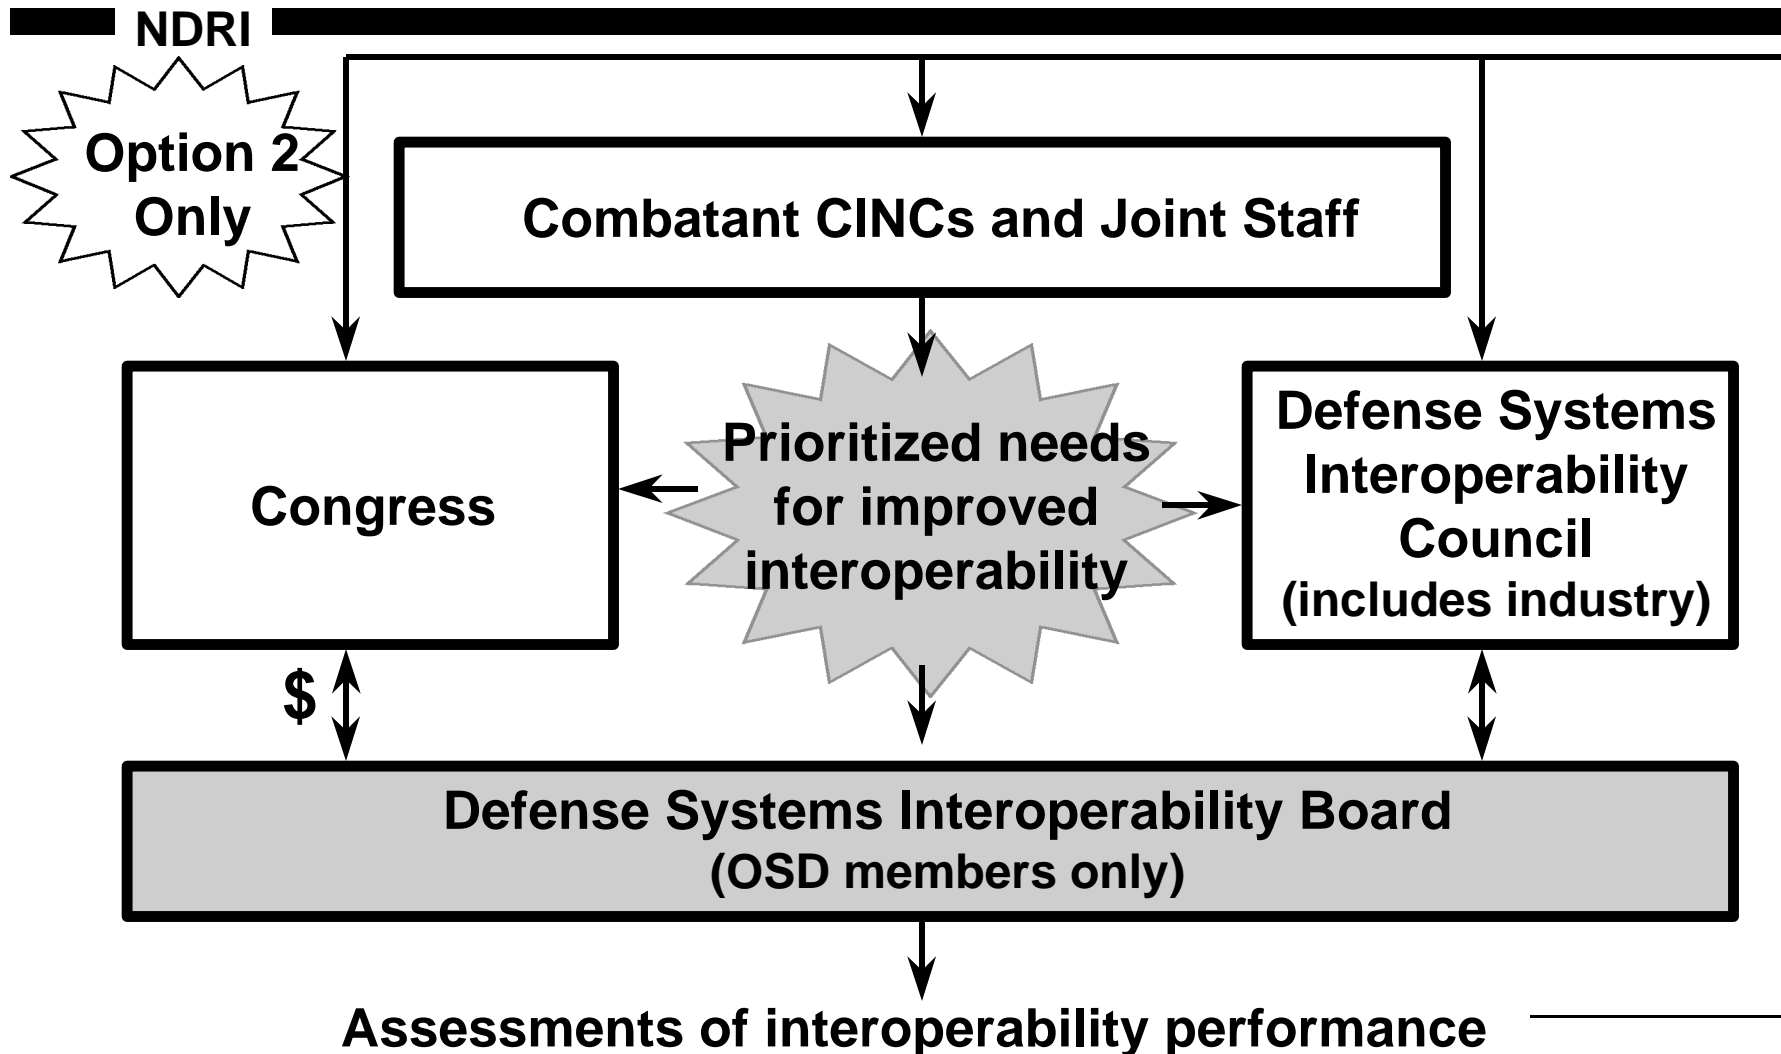 NDRI
Option 2
Only
Combatant CINCs and Joint Staff
Congress
Prioritized needs
for improved
interoperability
Defense Systems
Interoperability
Council
(includes industry)
$
Defense Systems Interoperability Board
(OSD members only)
Assessments of interoperability performance